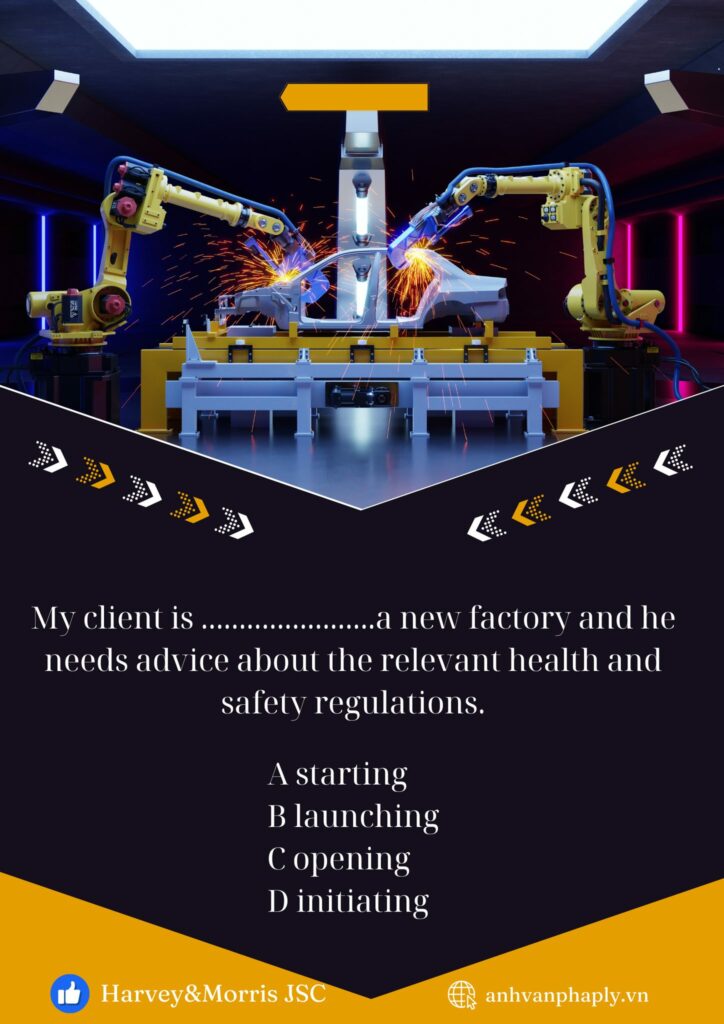 My client is .......................a new factory and he
needs advice about the relevant health and
safety regulations.
A starting
B launching
C opening
D initiating
Harvey&Morris JSC
anhvanphaply.vn